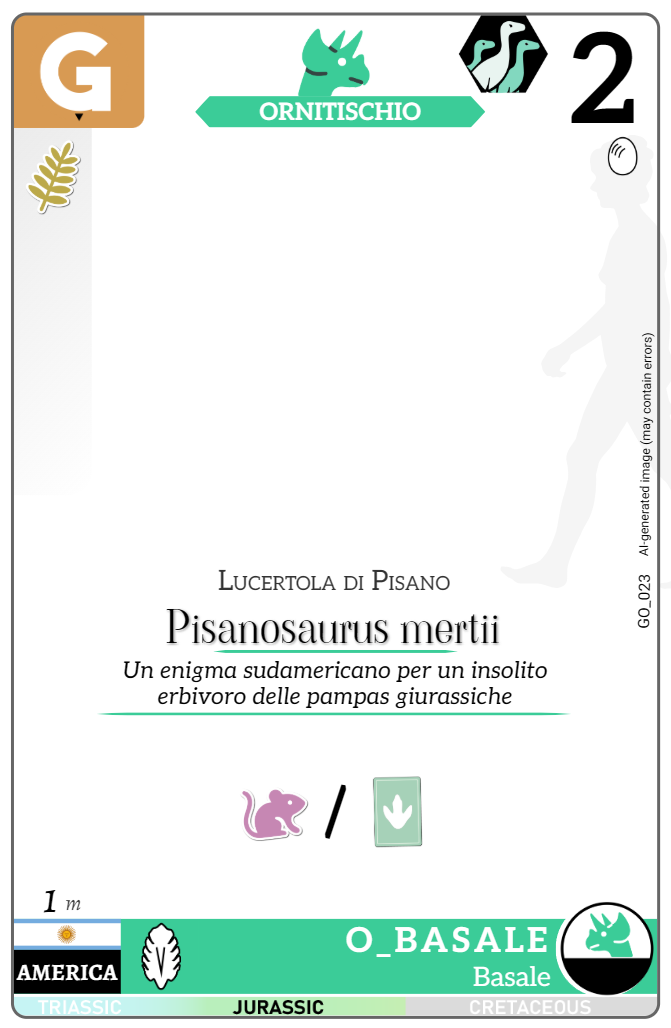 G
ORNITISCHIO
2
AI-generated image (may contain errors)
GO_023
Lucertola di Pisano
Pisanosaurus mertii
Un enigma sudamericano per un insolito
erbivoro delle pampas giurassiche
/
1 m
AMERICA
O_BASALE
Basale
TRIASSIC
JURASSIC
CRETACEOUS